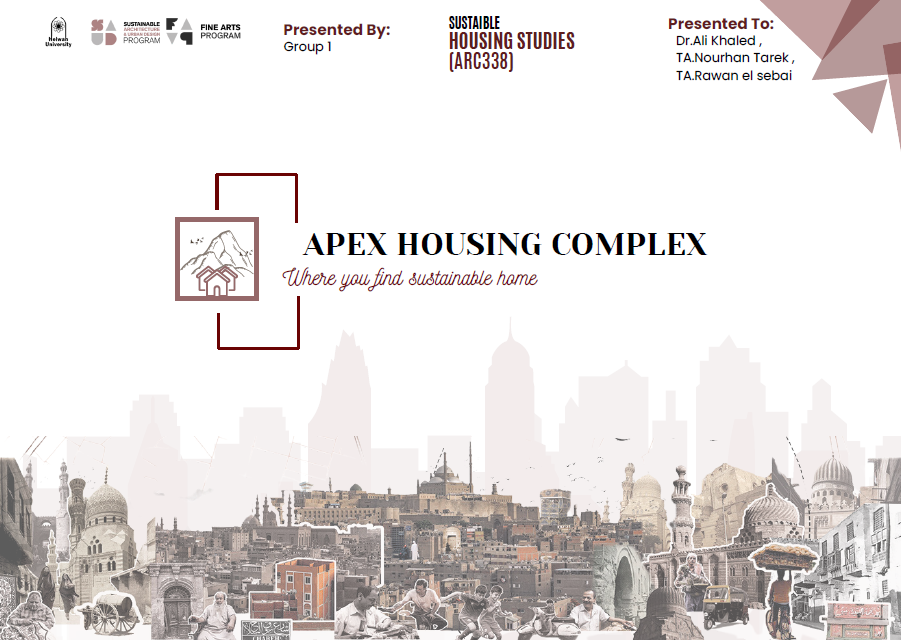 Helwan
University
SUSTAINABLE
ARCHITECTURE
& URBAN DESIGN
PROGRAM
FINE ARTS
PROGRAM
Presented By:
Group 1
SUSTAIBLE
HOUSING STUDIES
(ARC338)
Presented To:
Dr.Ali Khaled ,
TA.Nourhan Tarek ,
TA.Rawan el sebai
APEX HOUSING COMPLEX
Where you find sustainable home